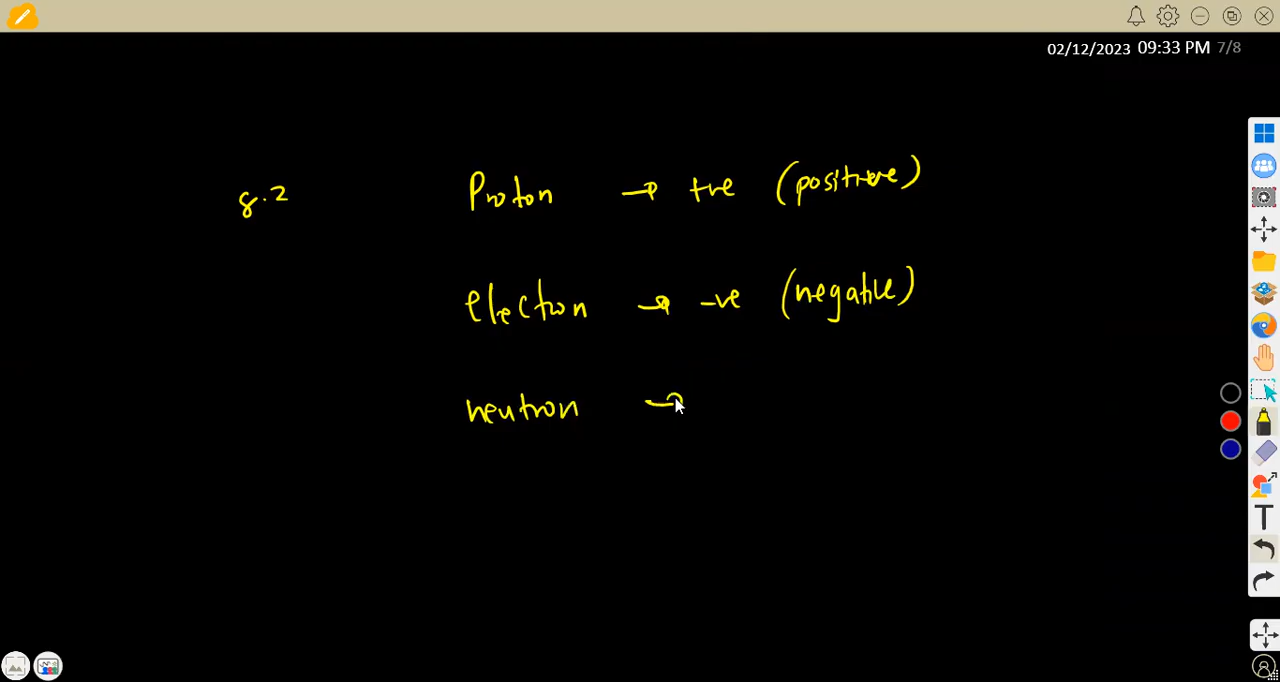 02/12/2023 09:33 PM 7/8
8.2 Proton → +ve (positive)
electron → -ve (negative)
neutron →
T